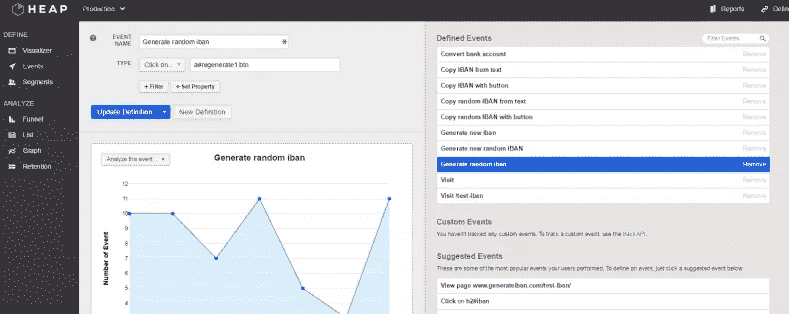 HEAP
Production
Reports
DEFINE
Visualizer
Events
Segments
ANALYZE
Funnel
List
Graph
Retention
EVENT NAME
Generate random iban
TYPE
Click on...
a#regenerate1.btn
+ Filter
+ Set Property
Update Definition
New Definition
Analyze this event...
Generate random iban
Number of Event
12
11
10
9
8
7
6
5
4
Defined Events
Filter Events
Convert bank account Remove
Copy IBAN from text Remove
Copy IBAN with button Remove
Copy random IBAN from text Remove
Copy random IBAN with button Remove
Generate new iban Remove
Generate new random IBAN Remove
Generate random iban Remove
Visit Remove
Visit /test-iban Remove
Custom Events
You haven't tracked any custom events. To track a custom event, use the track API.
Suggested Events
These are some of the most popular events your users performed. To define an event, just click a suggested event below.
View page www.generateiban.com/test-iban/
Click on h2#iban